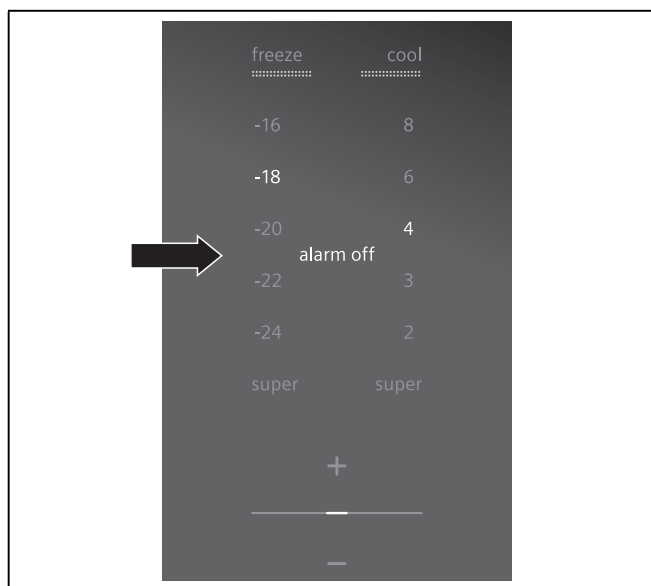 freeze cool
-16 8
-18 6
-20 4
alarm off
-22 3
-24 2
super super
+
–